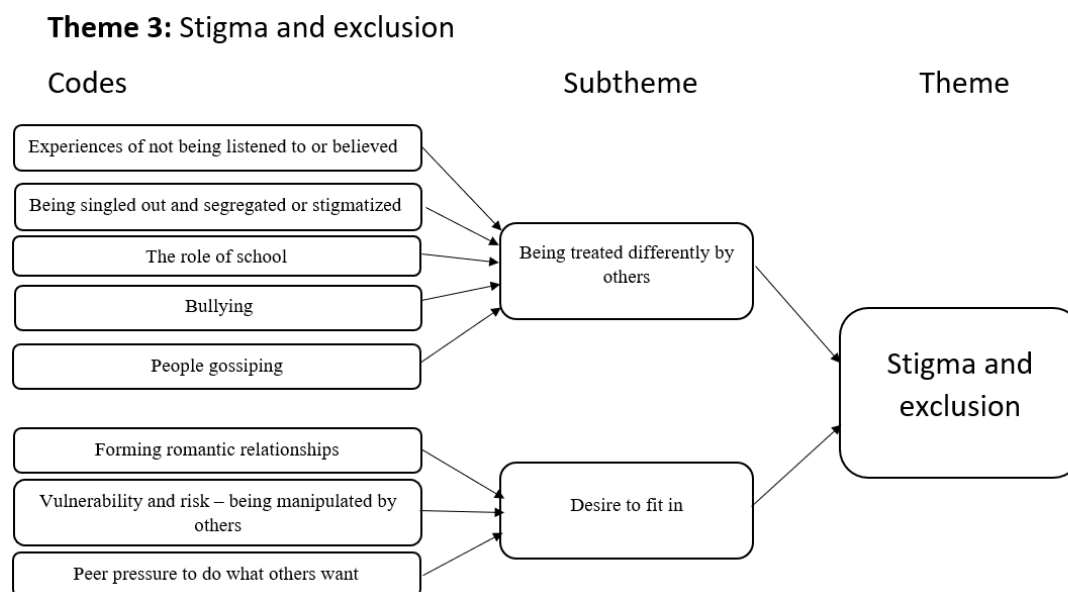 Theme 3: Stigma and exclusion
Codes
Subtheme
Theme
Experiences of not being listened to or believed
Being singled out and segregated or stigmatized
The role of school
Bullying
People gossiping
Being treated differently by
others
Forming romantic relationships
Vulnerability and risk – being manipulated by
others
Peer pressure to do what others want
Desire to fit in
Stigma and
exclusion